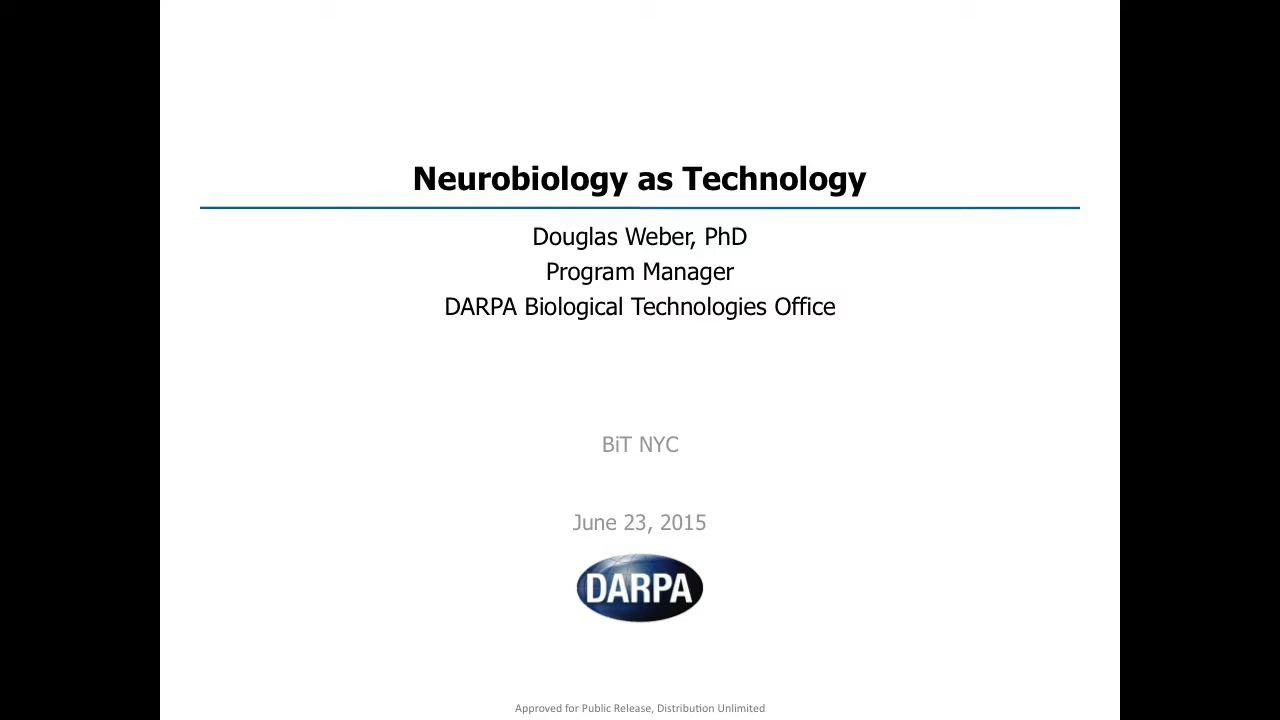 Neurobiology as Technology
Douglas Weber, PhD
Program Manager
DARPA Biological Technologies Office
BiT NYC
June 23, 2015
DARPA
Approved for Public Release, Distribution Unlimited